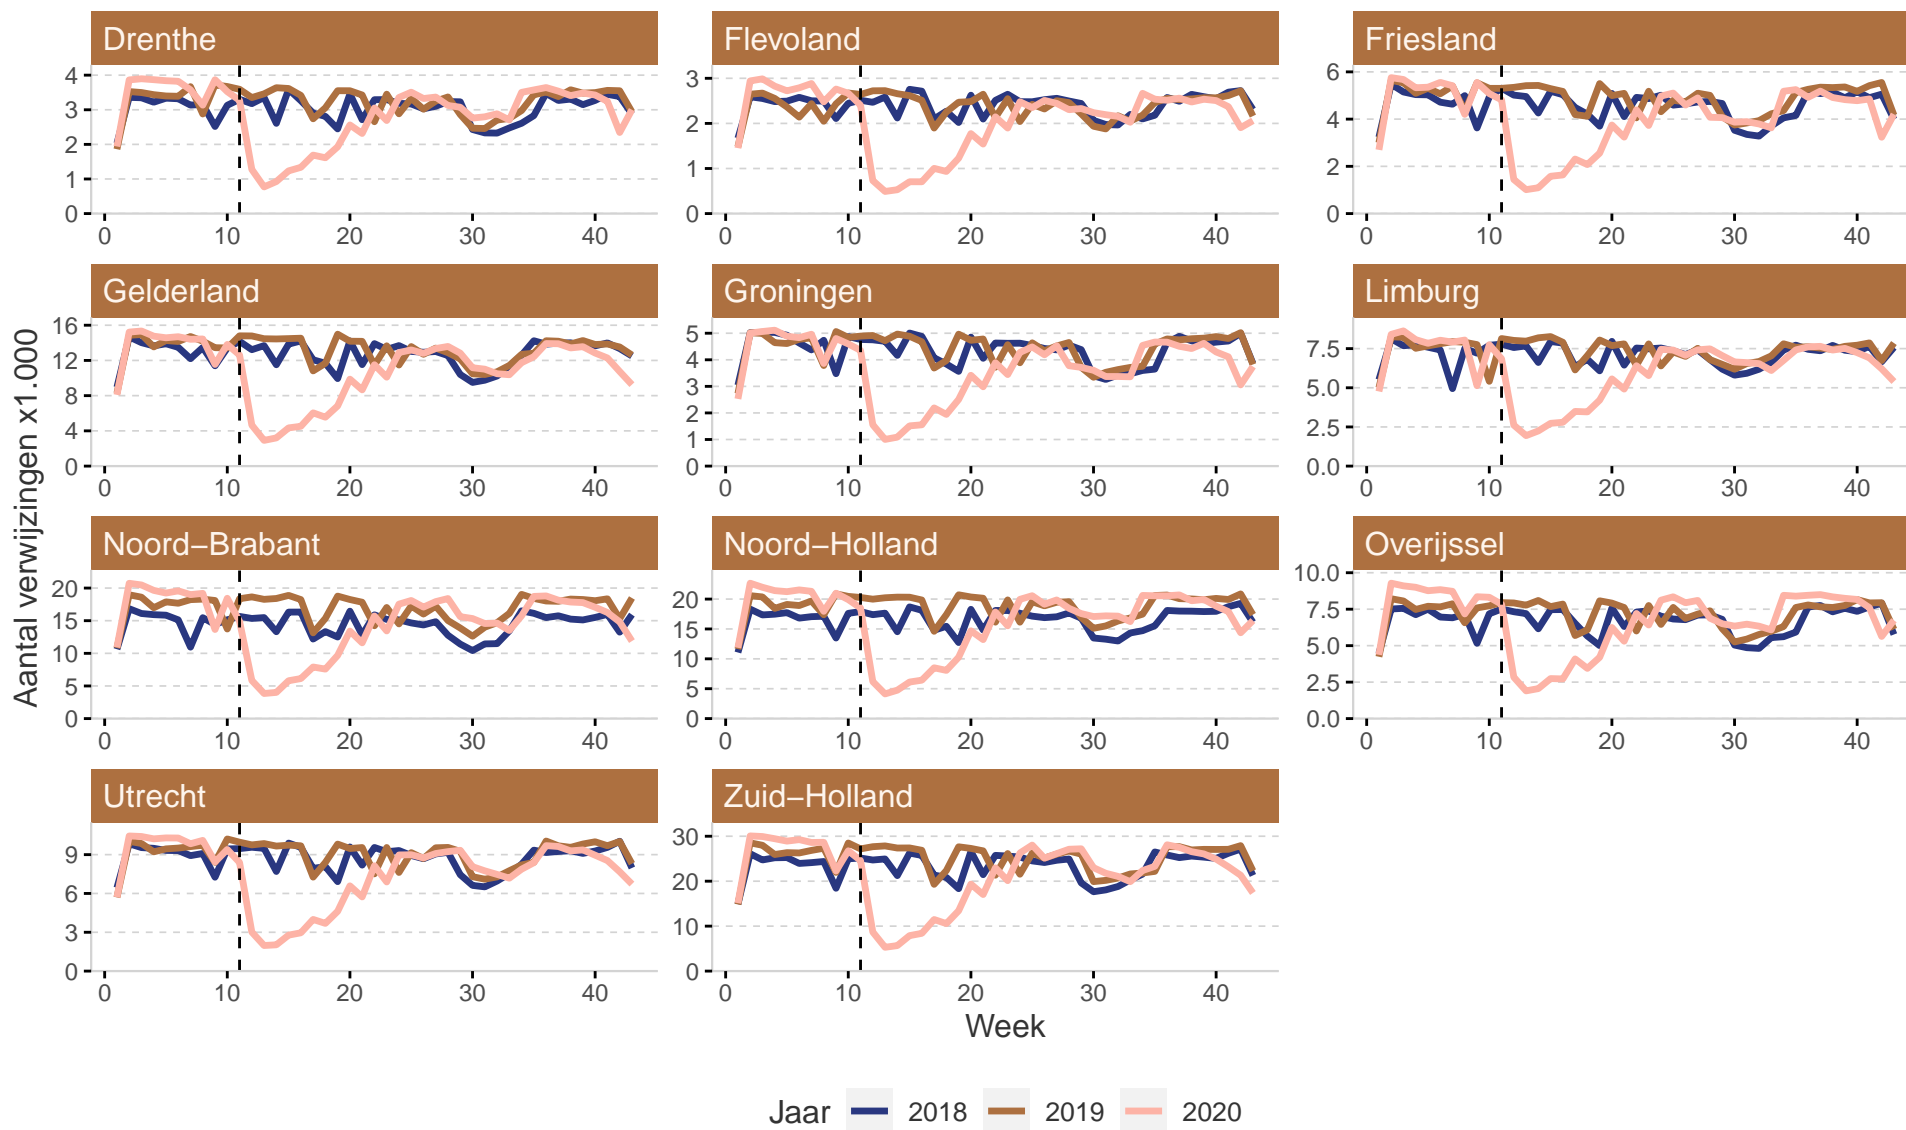 Drenthe
Flevoland
Friesland
4
3
2
1
0
0 10 20 30 40
3
2
1
0
0 10 20 30 40
6
4
2
0
0 10 20 30 40
Gelderland
Groningen
Limburg
16
12
8
4
0
0 10 20 30 40
5
4
3
2
1
0
0 10 20 30 40
7.5
5.0
2.5
0.0
0 10 20 30 40
Aantal verwijzingen x1.000
Noord−Brabant
Noord−Holland
Overijssel
20
15
10
5
0
0 10 20 30 40
20
15
10
5
0
0 10 20 30 40
10.0
7.5
5.0
2.5
0.0
0 10 20 30 40
Utrecht
Zuid−Holland
9
6
3
0
0 10 20 30 40
30
20
10
0
0 10 20 30 40
Week
Jaar 2018 2019 2020